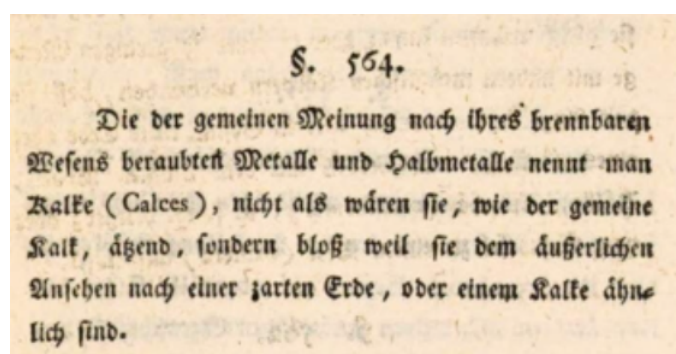 §. 564.
Die der gemeinen Meinung nach ihres brennbaren
Wesens beraubten Metalle und Halbmetalle nennt man
Kalke (Calces), nicht als wären sie, wie der gemeine
Kalk, ätzend, sondern bloß weil sie dem äußerlichen
Ansehen nach einer zarten Erde, oder einem Kalke ähn-
lich sind.